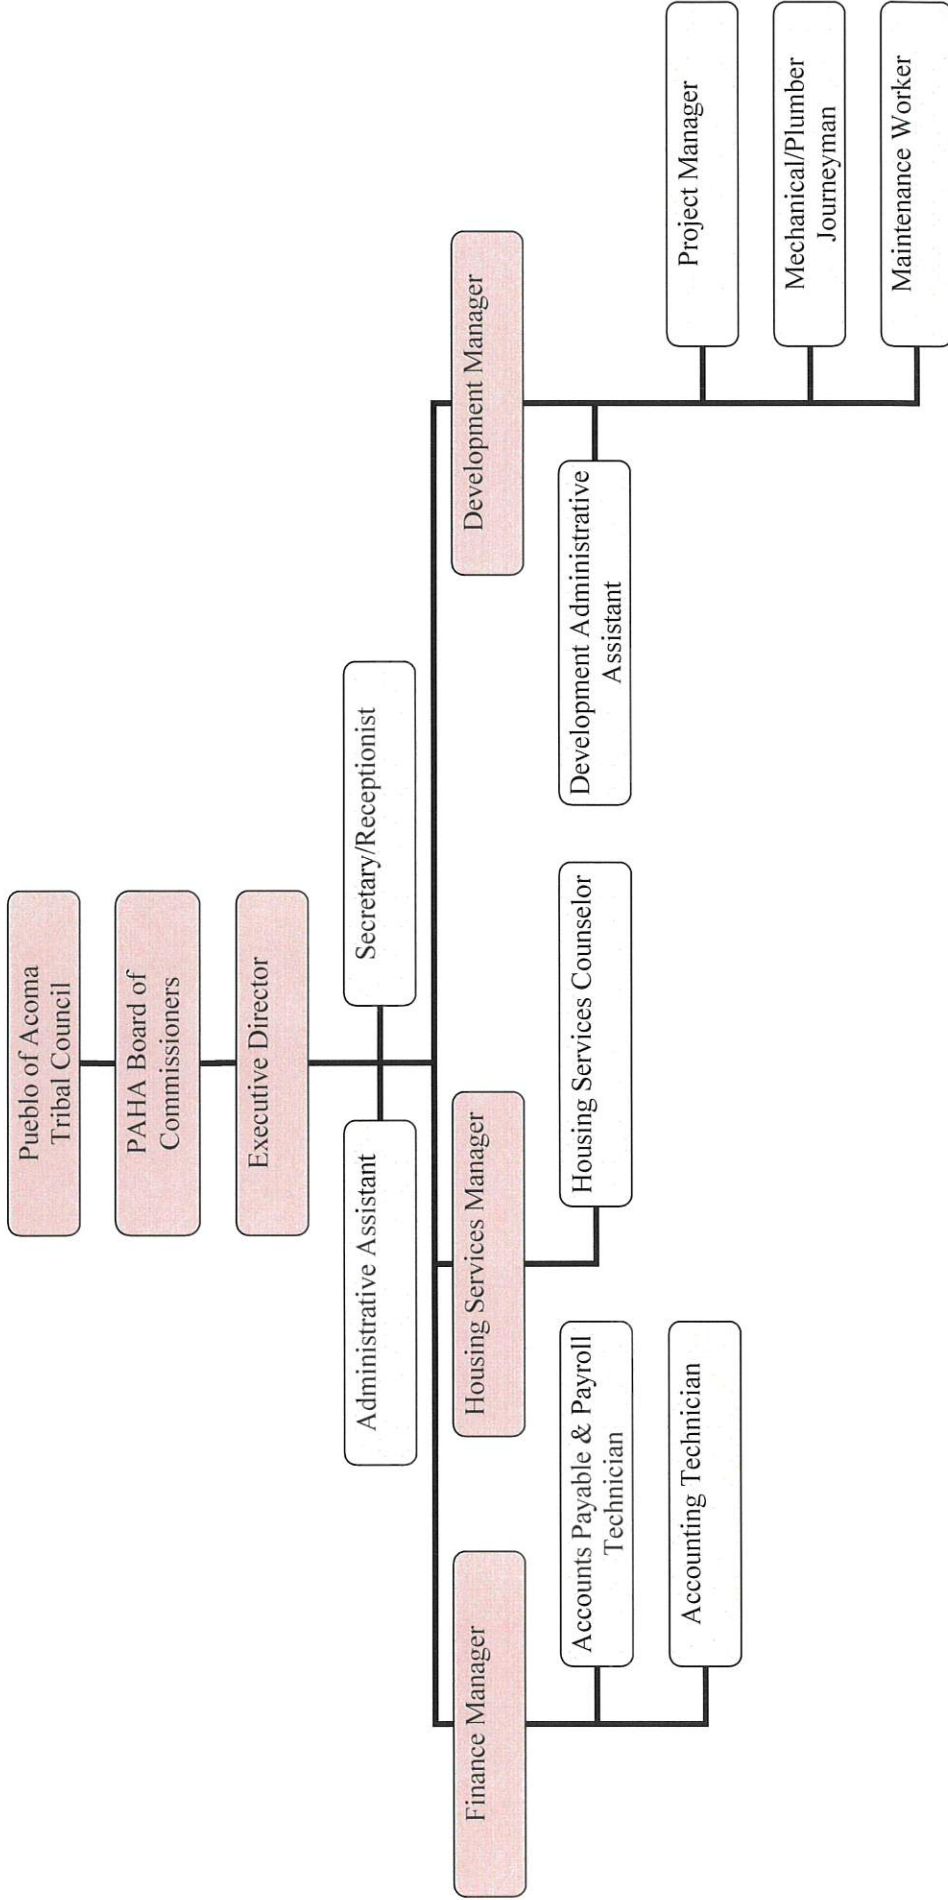 Pueblo of Acoma
Tribal Council
PAHA Board of
Commissioners
Executive Director
Administrative Assistant
Secretary/Receptionist
Finance Manager
Housing Services Manager
Development Manager
Accounts Payable & Payroll
Technician
Accounting Technician
Housing Services Counselor
Development Administrative
Assistant
Project Manager
Mechanical/Plumber
Journeyman
Maintenance Worker